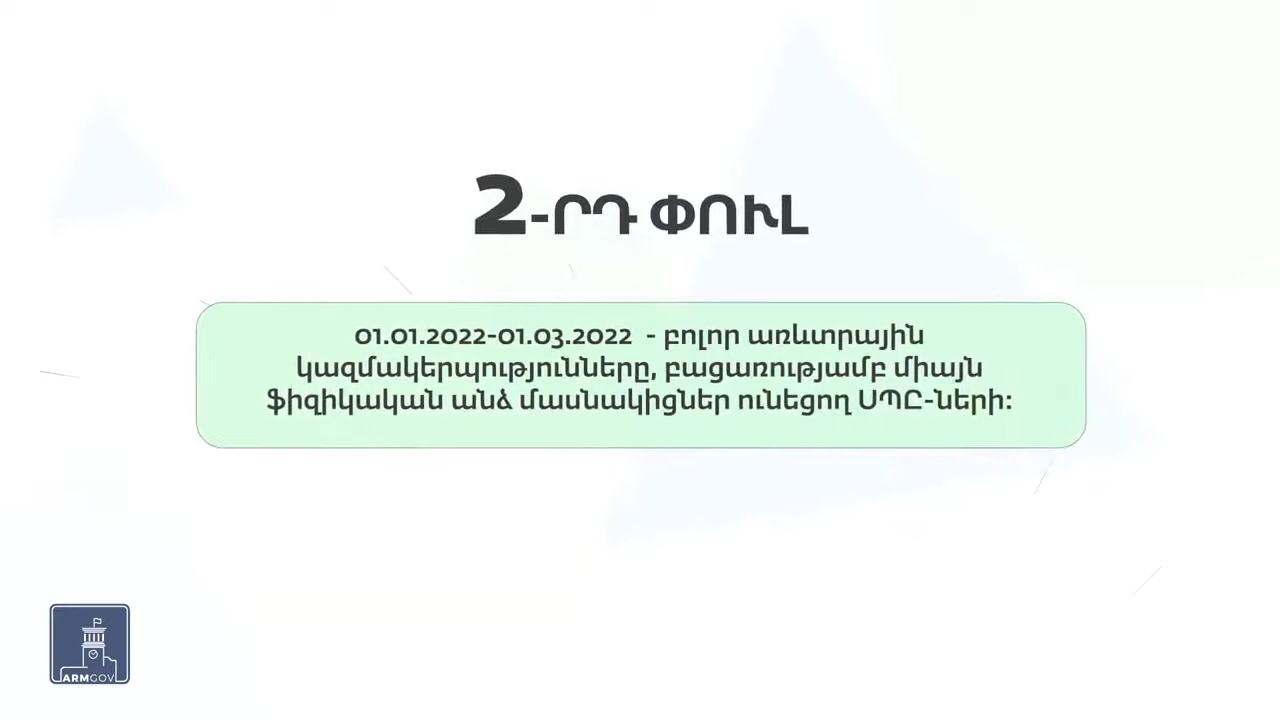 2-ՐԴ ՓՈՒԼ
01.01.2022-01.03.2022 - բոլոր առևտրային
կազմակերպությունները, բացառությամբ միայն
ֆիզիկական անձ մասնակիցներ ունեցող ՍՊԸ-ների:
ARMGOV